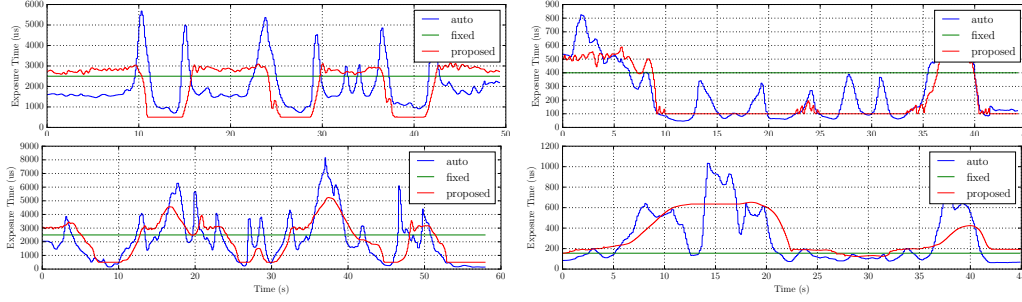 Exposure Time (us)
6000
5000
4000
3000
2000
1000
0
0 10 20 30 40 50
auto
fixed
proposed
Exposure Time (us)
900
800
700
600
500
400
300
200
100
0
0 5 10 15 20 25 30 35 40
auto
fixed
proposed
Exposure Time (us)
9000
8000
7000
6000
5000
4000
3000
2000
1000
0
0 10 20 30 40 50 60
Time (s)
auto
fixed
proposed
Exposure Time (us)
1200
1000
800
600
400
200
0
0 5 10 15 20 25 30 35 40 45
Time (s)
auto
fixed
proposed